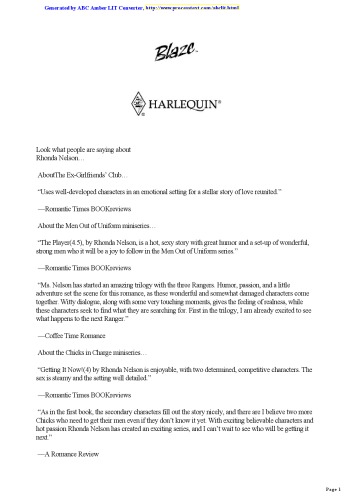 Generated by ABC Amber LIT Converter, http://www.processtext.com/abclit.html
Blaze™
HARLEQUIN®
Look what people are saying about
Rhonda Nelson…
AboutThe Ex-Girlfriends' Club…
“Uses well-developed characters in an emotional setting for a stellar story of love reunited.”
—Romantic Times BOOKreviews
About the Men Out of Uniform miniseries…
“The Player(4.5), by Rhonda Nelson, is a hot, sexy story with great humor and a set-up of wonderful,
strong men who it will be a joy to follow in the Men Out of Uniform series.”
—Romantic Times BOOKreviews
“Ms. Nelson has started an amazing trilogy with the three Rangers. Humor, passion, and a little
adventure set the scene for this romance, as these wonderful and somewhat damaged characters come
together. Witty dialogue, along with some very touching moments, gives the feeling of realness, while
these characters seek to find what they are searching for. First in the trilogy, I am already excited to see
what happens to the next Ranger.”
—Coffee Time Romance
About the Chicks in Charge miniseries…
“Getting It Now!(4) by Rhonda Nelson is enjoyable, with two determined, competitive characters. The
sex is steamy and the setting well detailed.”
—Romantic Times BOOKreviews
“As in the first book, the secondary characters fill out the story nicely, and there are I believe two more
Chicks who need to get their men even if they don't know it yet. With exciting believable characters and
hot passion Rhonda Nelson has created an exciting series, and I can't wait to see who will be getting it
next.”
—A Romance Review
Page 1